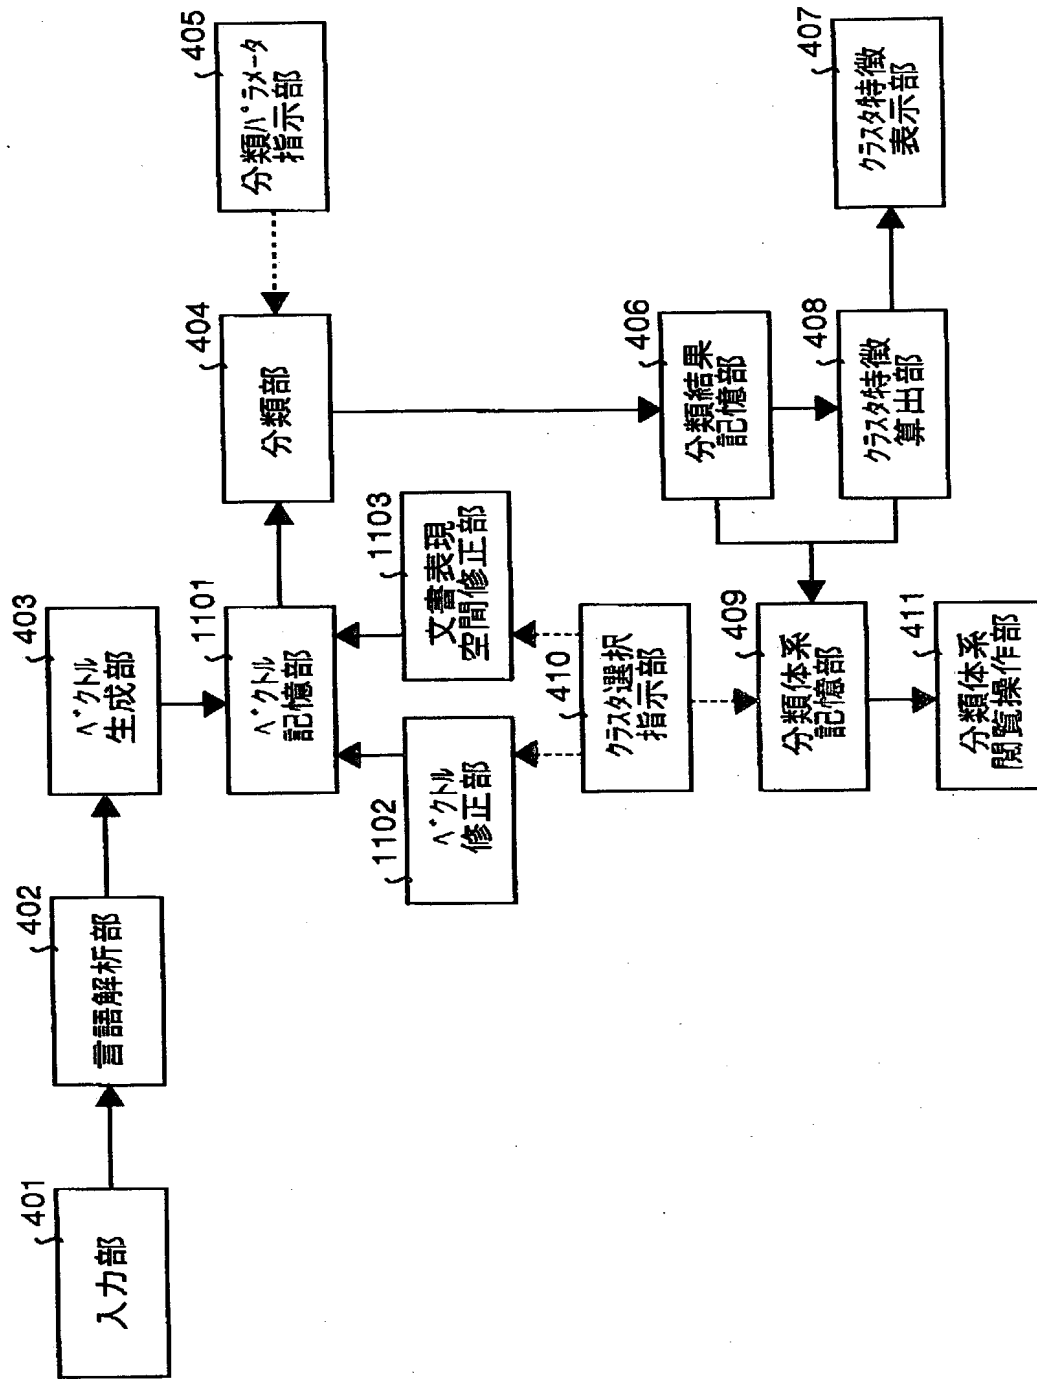 401
入力部
402
言語解析部
403
ベクトル
生成部
1101
ベクトル
記憶部
404
分類部
405
分類パラメータ
指示部
1102
ベクトル
修正部
1103
文書表現
空間修正部
410
クラスタ選択
指示部
406
分類結果
記憶部
409
分類体系
記憶部
408
クラスタ特徴
算出部
407
クラスタ特徴
表示部
411
分類体系
閲覧操作部